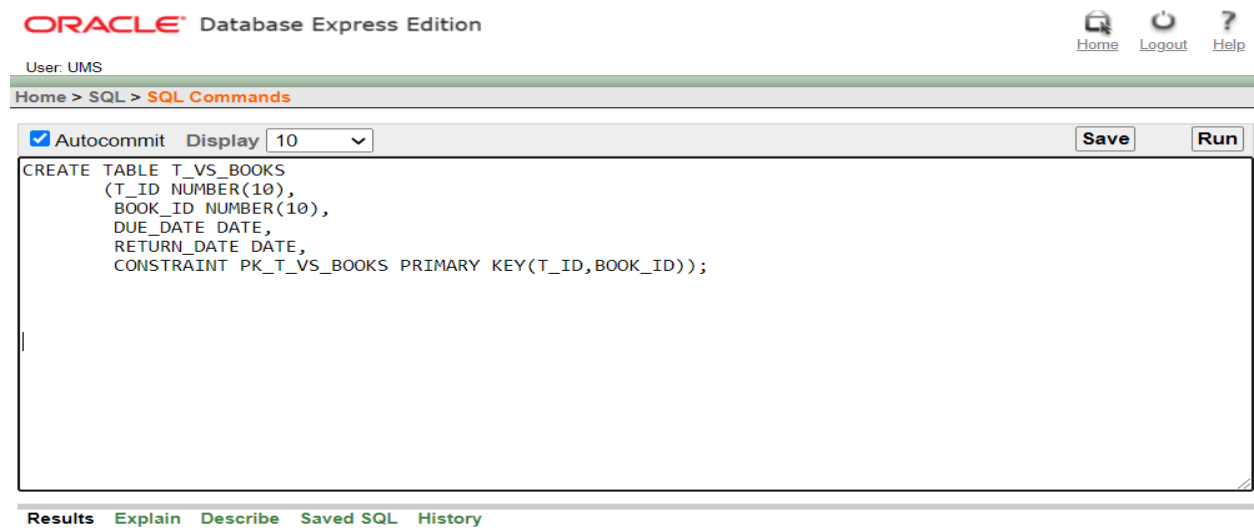 ORACLE® Database Express Edition
Home Logout Help
User: UMS
Home > SQL > SQL Commands
Autocommit Display 10 Save Run
CREATE TABLE T_VS_BOOKS
(T_ID NUMBER(10),
BOOK_ID NUMBER(10),
DUE_DATE DATE,
RETURN_DATE DATE,
CONSTRAINT PK_T_VS_BOOKS PRIMARY KEY(T_ID,BOOK_ID));
Results Explain Describe Saved SQL History